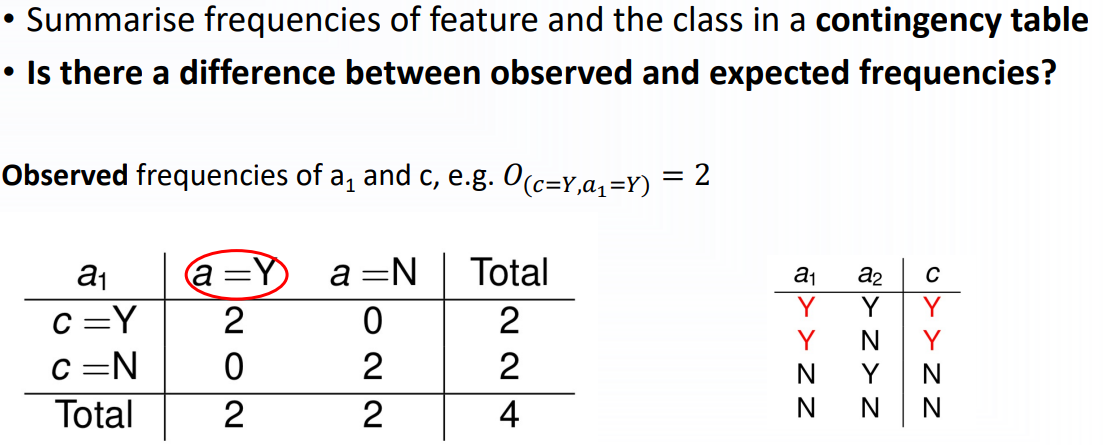 • Summarise frequencies of feature and the class in a contingency table
• Is there a difference between observed and expected frequencies?
Observed frequencies of a₁ and c, e.g. O(c=Y,a₁=Y) = 2
a₁ a =Y a =N Total
c =Y 2 0 2
c =N 0 2 2
Total 2 2 4
a₁ a₂ c
Y Y Y
Y N Y
N Y N
N N N